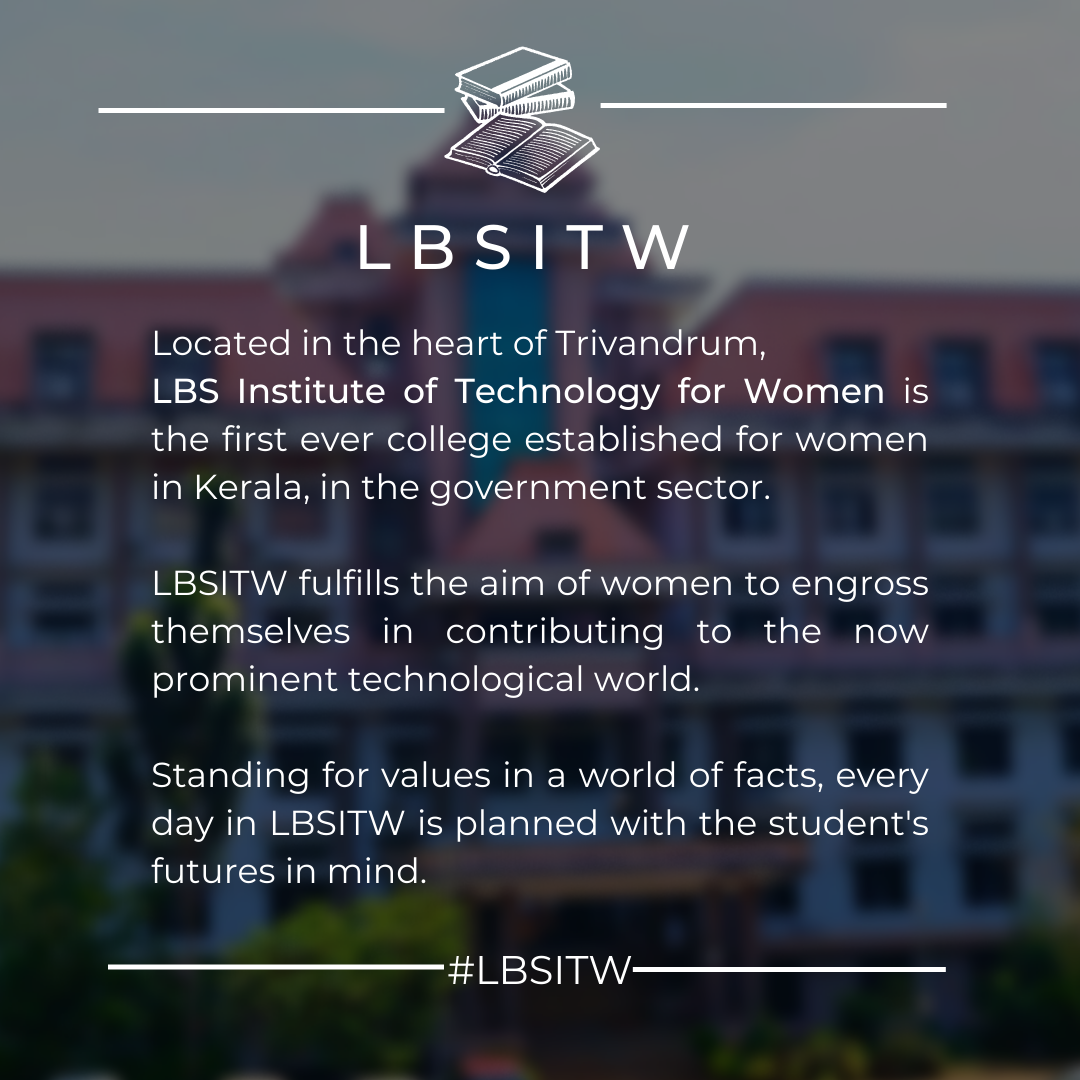 LBSITW
Located in the heart of Trivandrum,
LBS Institute of Technology for Women is
the first ever college established for women
in Kerala, in the government sector.
LBSITW fulfills the aim of women to engross
themselves in contributing to the now
prominent technological world.
Standing for values in a world of facts, every
day in LBSITW is planned with the student's
futures in mind.
#LBSITW